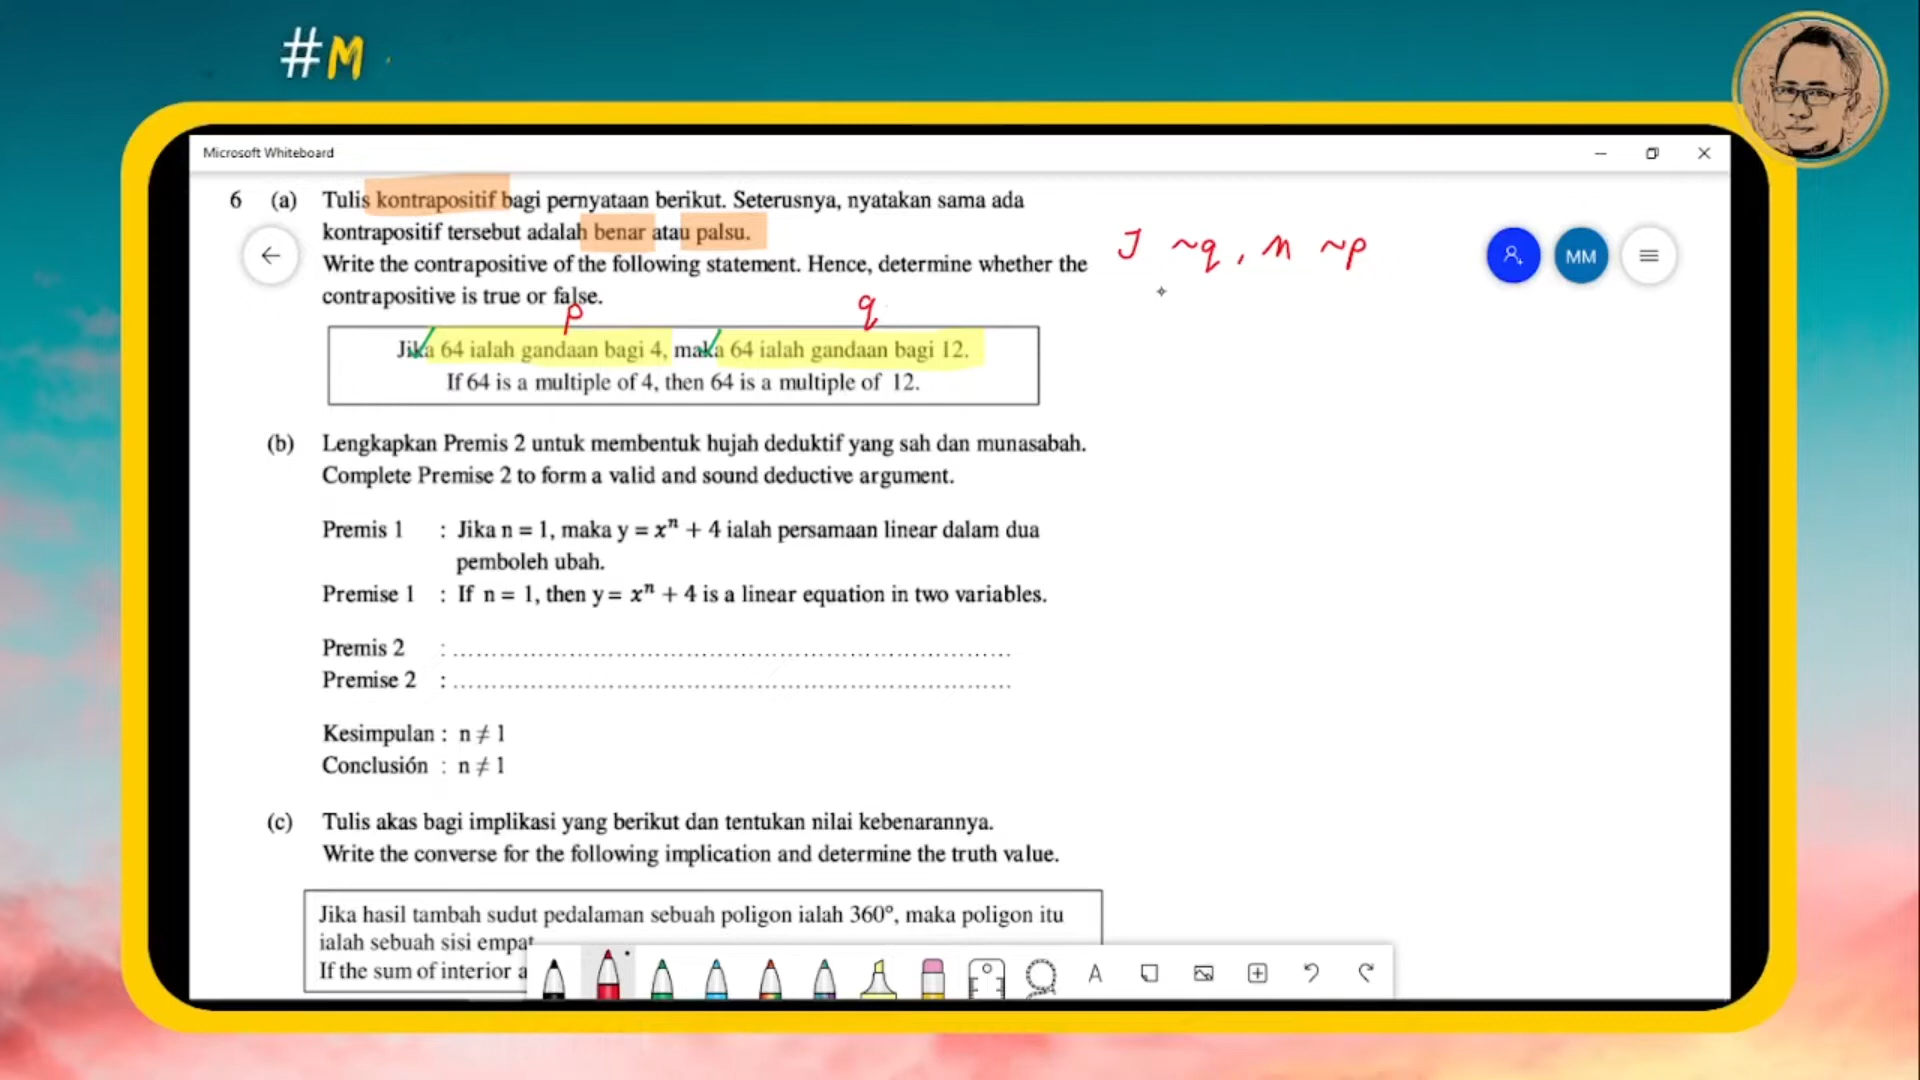 #M
Microsoft Whiteboard
6 (a) Tulis kontrapositif bagi pernyataan berikut. Seterusnya, nyatakan sama ada
kontrapositif tersebut adalah benar atau palsu.
Write the contrapositive of the following statement. Hence, determine whether the
contrapositive is true or false.
J ~q, M ~p
MM
p q
Jika 64 ialah gandaan bagi 4, maka 64 ialah gandaan bagi 12.
If 64 is a multiple of 4, then 64 is a multiple of 12.
(b) Lengkapkan Premis 2 untuk membentuk hujah deduktif yang sah dan munasabah.
Complete Premise 2 to form a valid and sound deductive argument.
Premis 1 : Jika n = 1, maka y = xⁿ + 4 ialah persamaan linear dalam dua
pemboleh ubah.
Premise 1 : If n = 1, then y = xⁿ + 4 is a linear equation in two variables.
Premis 2 : ..........................................................................
Premise 2 : ..........................................................................
Kesimpulan : n ≠ 1
Conclusión : n ≠ 1
(c) Tulis akas bagi implikasi yang berikut dan tentukan nilai kebenarannya.
Write the converse for the following implication and determine the truth value.
Jika hasil tambah sudut pedalaman sebuah poligon ialah 360°, maka poligon itu
ialah sebuah sisi empat
If the sum of interior a